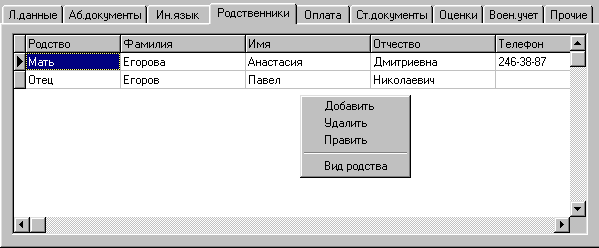 Л.данные Аб.документы Ин.язык Родственники Оплата Ст.документы Оценки Воен.учет Прочие
Родство Фамилия Имя Отчество Телефон
Мать Егорова Анастасия Дмитриевна 246-38-87
Отец Егоров Павел Николаевич
Добавить
Удалить
Править
Вид родства